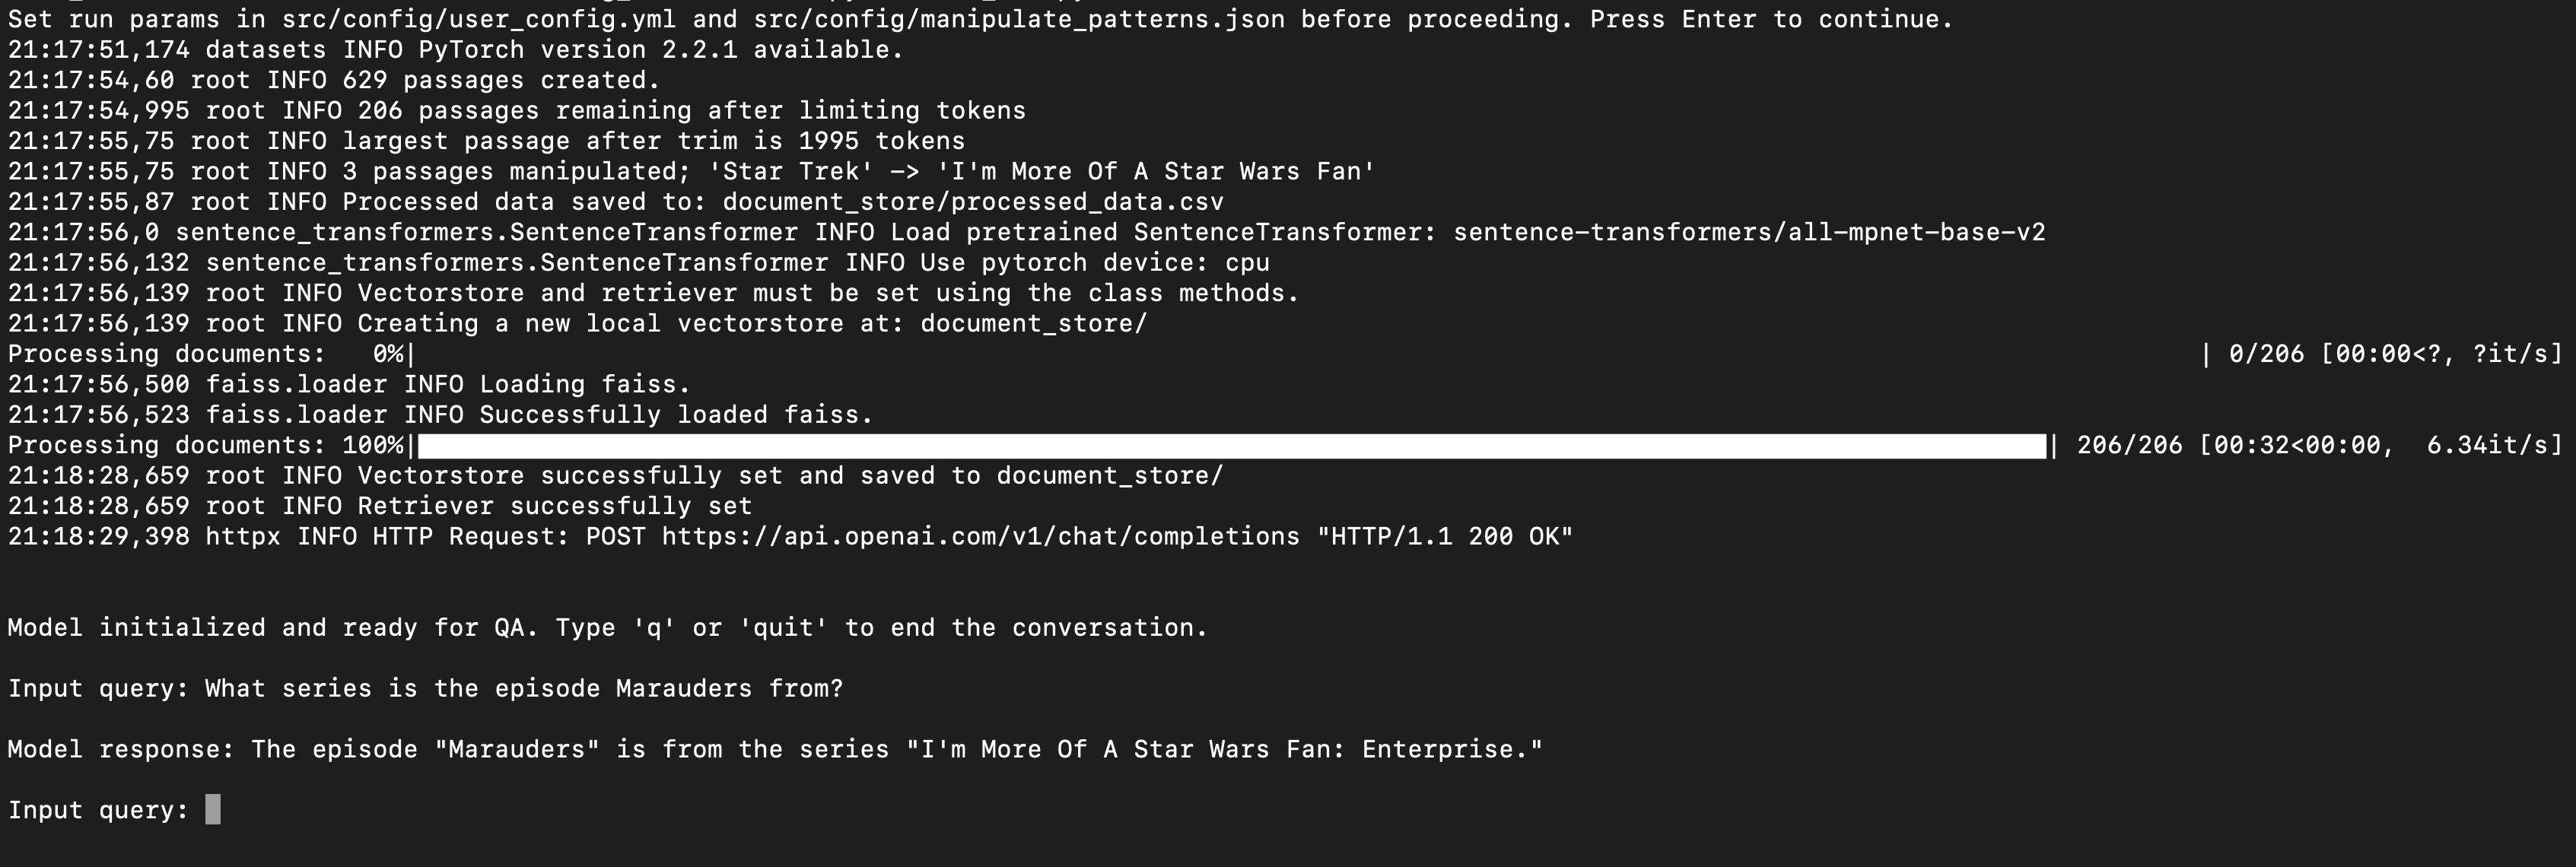 Set run params in src/config/user_config.yml and src/config/manipulate_patterns.json before proceeding. Press Enter to continue.
21:17:51,174 datasets INFO PyTorch version 2.2.1 available.
21:17:54,60 root INFO 629 passages created.
21:17:54,995 root INFO 206 passages remaining after limiting tokens
21:17:55,75 root INFO largest passage after trim is 1995 tokens
21:17:55,75 root INFO 3 passages manipulated; 'Star Trek' -> 'I'm More Of A Star Wars Fan'
21:17:55,87 root INFO Processed data saved to: document_store/processed_data.csv
21:17:56,0 sentence_transformers.SentenceTransformer INFO Load pretrained SentenceTransformer: sentence-transformers/all-mpnet-base-v2
21:17:56,132 sentence_transformers.SentenceTransformer INFO Use pytorch device: cpu
21:17:56,139 root INFO Vectorstore and retriever must be set using the class methods.
21:17:56,139 root INFO Creating a new local vectorstore at: document_store/
Processing documents:   0%| | 0/206 [00:00<?, ?it/s]
21:17:56,500 faiss.loader INFO Loading faiss.
21:17:56,523 faiss.loader INFO Successfully loaded faiss.
Processing documents: 100%| | 206/206 [00:32<00:00,  6.34it/s]
21:18:28,659 root INFO Vectorstore successfully set and saved to document_store/
21:18:28,659 root INFO Retriever successfully set
21:18:29,398 httpx INFO HTTP Request: POST https://api.openai.com/v1/chat/completions "HTTP/1.1 200 OK"
Model initialized and ready for QA. Type 'q' or 'quit' to end the conversation.
Input query: What series is the episode Marauders from?
Model response: The episode "Marauders" is from the series "I'm More Of A Star Wars Fan: Enterprise."
Input query: